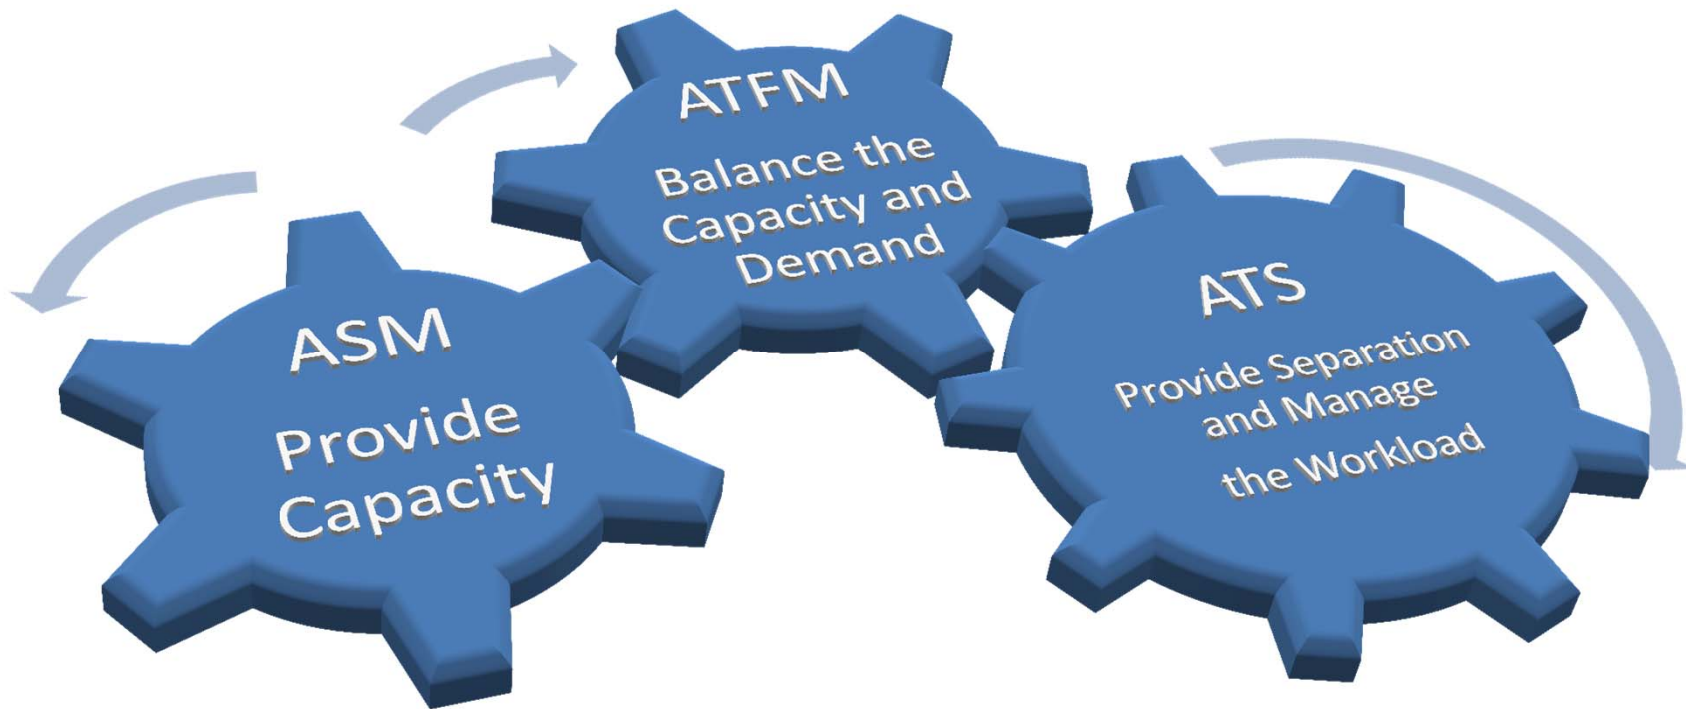 ATFM
Balance the
Capacity and
Demand
ASM
Provide
Capacity
ATS
Provide Separation
and Manage
the Workload